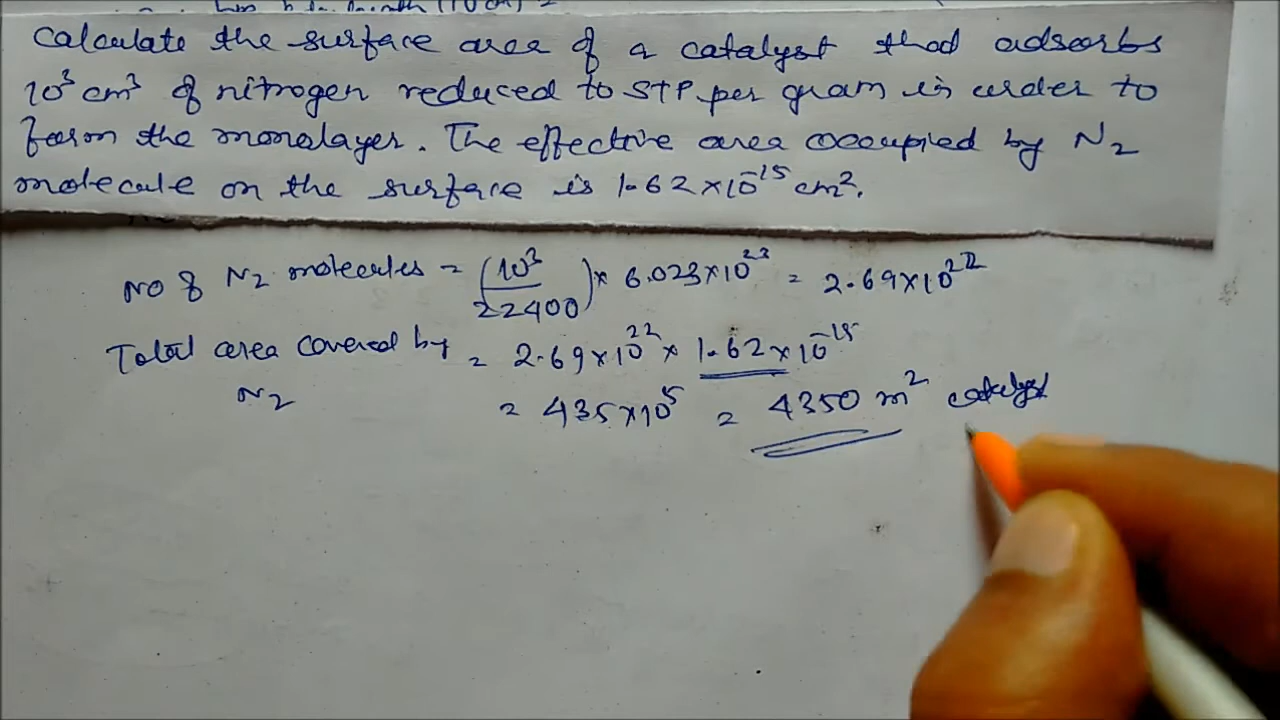 Calculate the surface area of a catalyst that adsorbs
10³ cm³ of nitrogen reduced to STP per gram in order to
form the monolayer. The effective area occupied by N₂
molecule on the surface is 1.62×10⁻¹⁵ cm².
No of N₂ molecules = (10³/22400) × 6.023×10²³ = 2.69×10²²
Total area covered by N₂ = 2.69×10²² × 1.62×10⁻¹⁵
= 435×10⁵ = 4350 m² catalyst